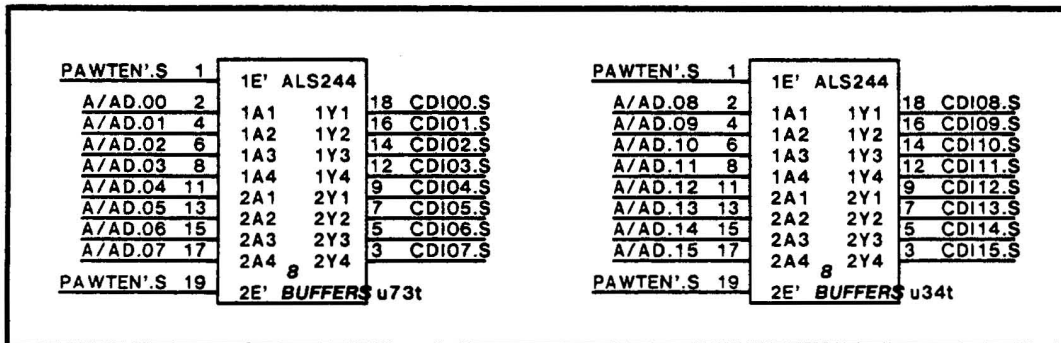 PAWTEN'.S 1 1E' ALS244
A/AD.00 2 1A1 1Y1 18 CDI00.S
A/AD.01 4 1A2 1Y2 16 CDI01.S
A/AD.02 6 1A3 1Y3 14 CDI02.S
A/AD.03 8 1A4 1Y4 12 CDI03.S
A/AD.04 11 2A1 2Y1 9 CDI04.S
A/AD.05 13 2A2 2Y2 7 CDI05.S
A/AD.06 15 2A3 2Y3 5 CDI06.S
A/AD.07 17 2A4 2Y4 3 CDI07.S
8
PAWTEN'.S 19 2E' BUFFERS u73t
PAWTEN'.S 1 1E' ALS244
A/AD.08 2 1A1 1Y1 18 CDI08.S
A/AD.09 4 1A2 1Y2 16 CDI09.S
A/AD.10 6 1A3 1Y3 14 CDI10.S
A/AD.11 8 1A4 1Y4 12 CDI11.S
A/AD.12 11 2A1 2Y1 9 CDI12.S
A/AD.13 13 2A2 2Y2 7 CDI13.S
A/AD.14 15 2A3 2Y3 5 CDI14.S
A/AD.15 17 2A4 2Y4 3 CDI15.S
8
PAWTEN'.S 19 2E' BUFFERS u34t